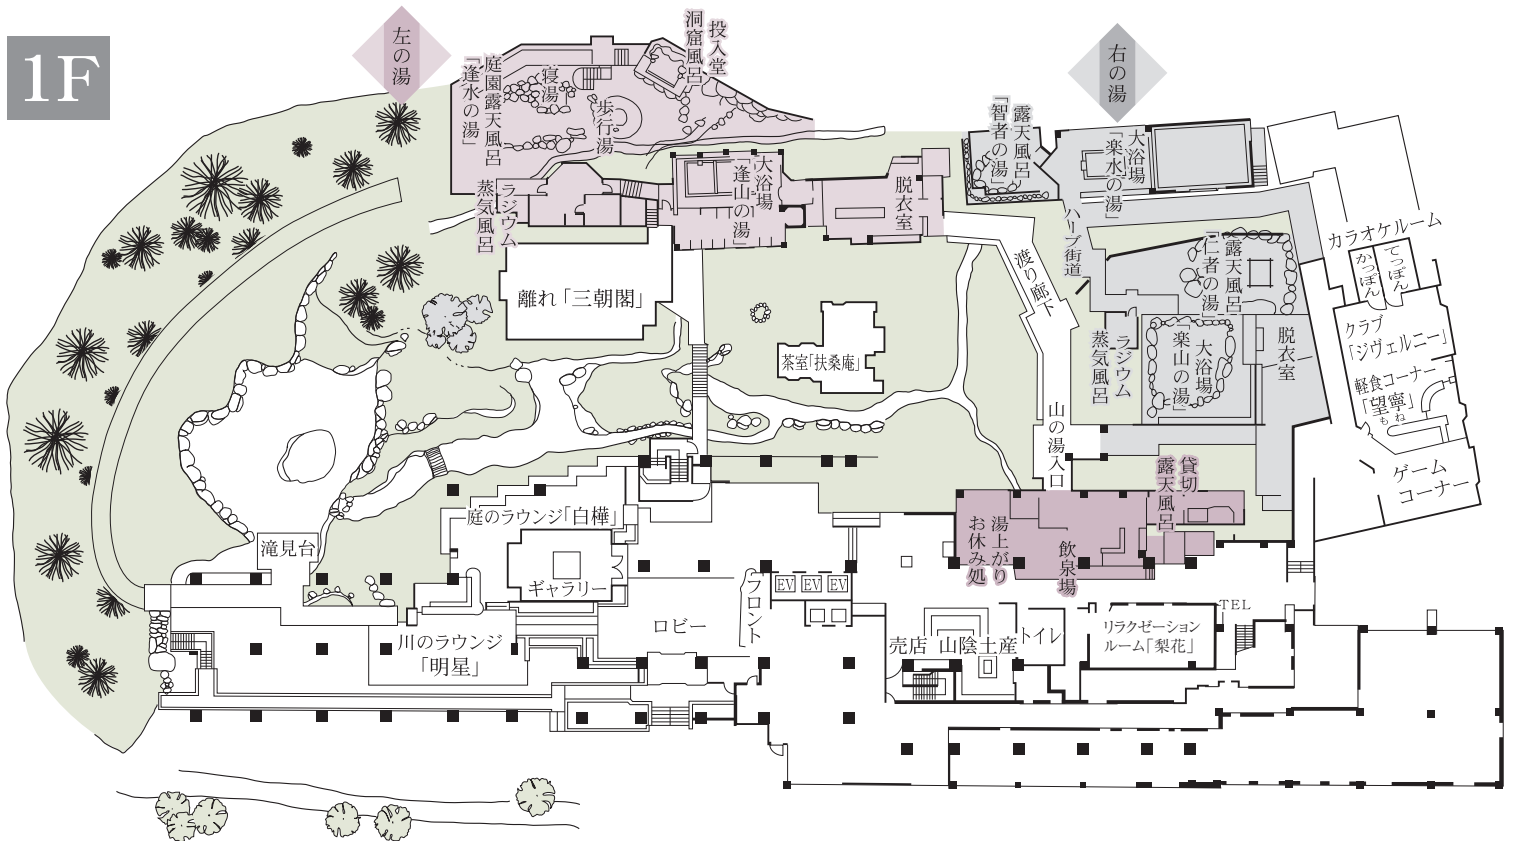 1F
左の湯
右の湯
庭園露天風呂
「逢水の湯」
寝湯
歩行湯
投入堂
洞窟風呂
ラジウム
蒸気風呂
大浴場
「逢山の湯」
脱衣室
露天風呂
「智者の湯」
大浴場
「楽水の湯」
ハーブ街道
露天風呂
「仁者の湯」
ラジウム
蒸気風呂
大浴場
「楽山の湯」
脱衣室
カラオケルーム
てっぽん
かっぽん
クラブ
「ジヴェルニー」
軽食コーナー
「望寧」
もね
ゲーム
コーナー
離れ「三朝閣」
茶室「扶桑庵」
渡り廊下
山の湯入口
貸切
露天風呂
湯上がり
お休み処
飲泉場
庭のラウンジ「白樺」
滝見台
ギャラリー
川のラウンジ
「明星」
ロビー
フロント
EV EV EV
売店
山陰土産
トイレ
リラクゼーション
ルーム「梨花」
TEL